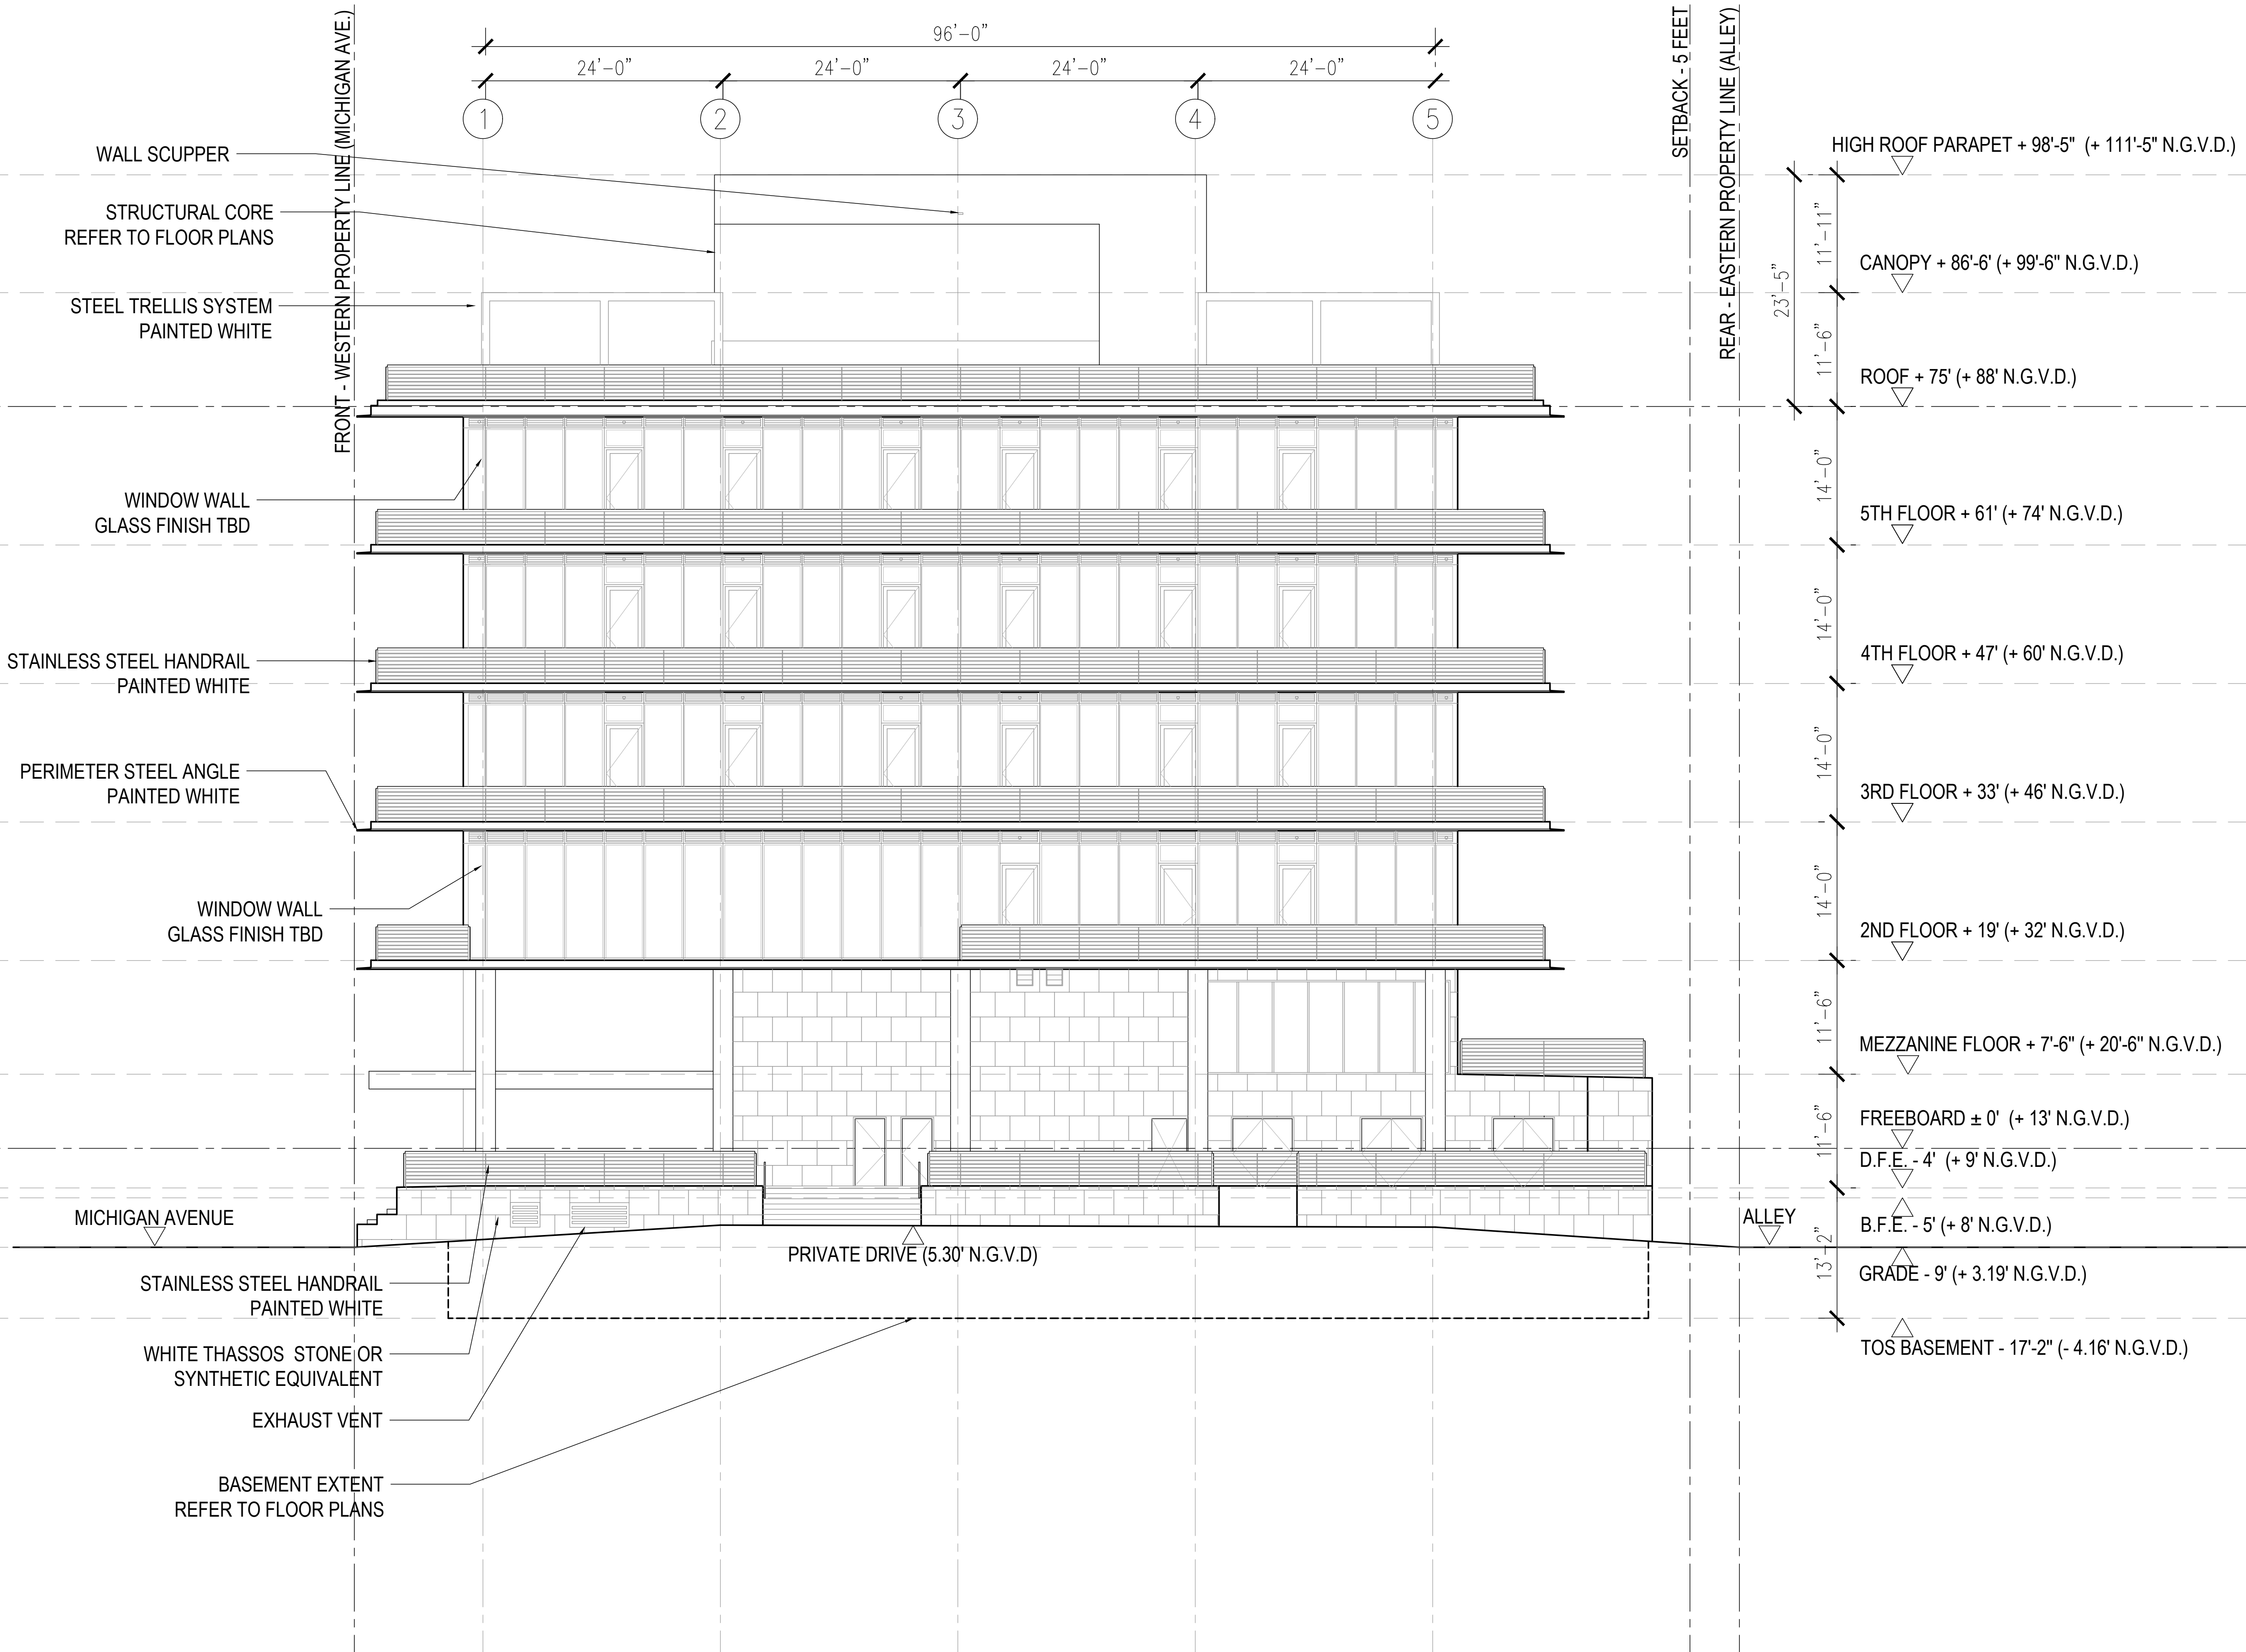 96'-0"
24'-0"
24'-0"
24'-0"
24'-0"
1
2
3
4
5
FRONT - WESTERN PROPERTY LINE (MICHIGAN AVE.)
SETBACK - 5 FEET
REAR - EASTERN PROPERTY LINE (ALLEY)
WALL SCUPPER
STRUCTURAL CORE
REFER TO FLOOR PLANS
STEEL TRELLIS SYSTEM
PAINTED WHITE
WINDOW WALL
GLASS FINISH TBD
STAINLESS STEEL HANDRAIL
PAINTED WHITE
PERIMETER STEEL ANGLE
PAINTED WHITE
WINDOW WALL
GLASS FINISH TBD
MICHIGAN AVENUE
STAINLESS STEEL HANDRAIL
PAINTED WHITE
WHITE THASSOS STONE OR
SYNTHETIC EQUIVALENT
EXHAUST VENT
BASEMENT EXTENT
REFER TO FLOOR PLANS
PRIVATE DRIVE (5.30' N.G.V.D)
ALLEY
HIGH ROOF PARAPET + 98'-5" (+ 111'-5" N.G.V.D.)
11'-11"
CANOPY + 86'-6' (+ 99'-6" N.G.V.D.)
23'-5"
11'-6"
ROOF + 75' (+ 88' N.G.V.D.)
14'-0"
5TH FLOOR + 61' (+ 74' N.G.V.D.)
14'-0"
4TH FLOOR + 47' (+ 60' N.G.V.D.)
14'-0"
3RD FLOOR + 33' (+ 46' N.G.V.D.)
14'-0"
2ND FLOOR + 19' (+ 32' N.G.V.D.)
11'-6"
MEZZANINE FLOOR + 7'-6" (+ 20'-6" N.G.V.D.)
11'-6"
FREEBOARD ± 0' (+ 13' N.G.V.D.)
D.F.E. - 4' (+ 9' N.G.V.D.)
B.F.E. - 5' (+ 8' N.G.V.D.)
13'-2"
GRADE - 9' (+ 3.19' N.G.V.D.)
TOS BASEMENT - 17'-2" (- 4.16' N.G.V.D.)